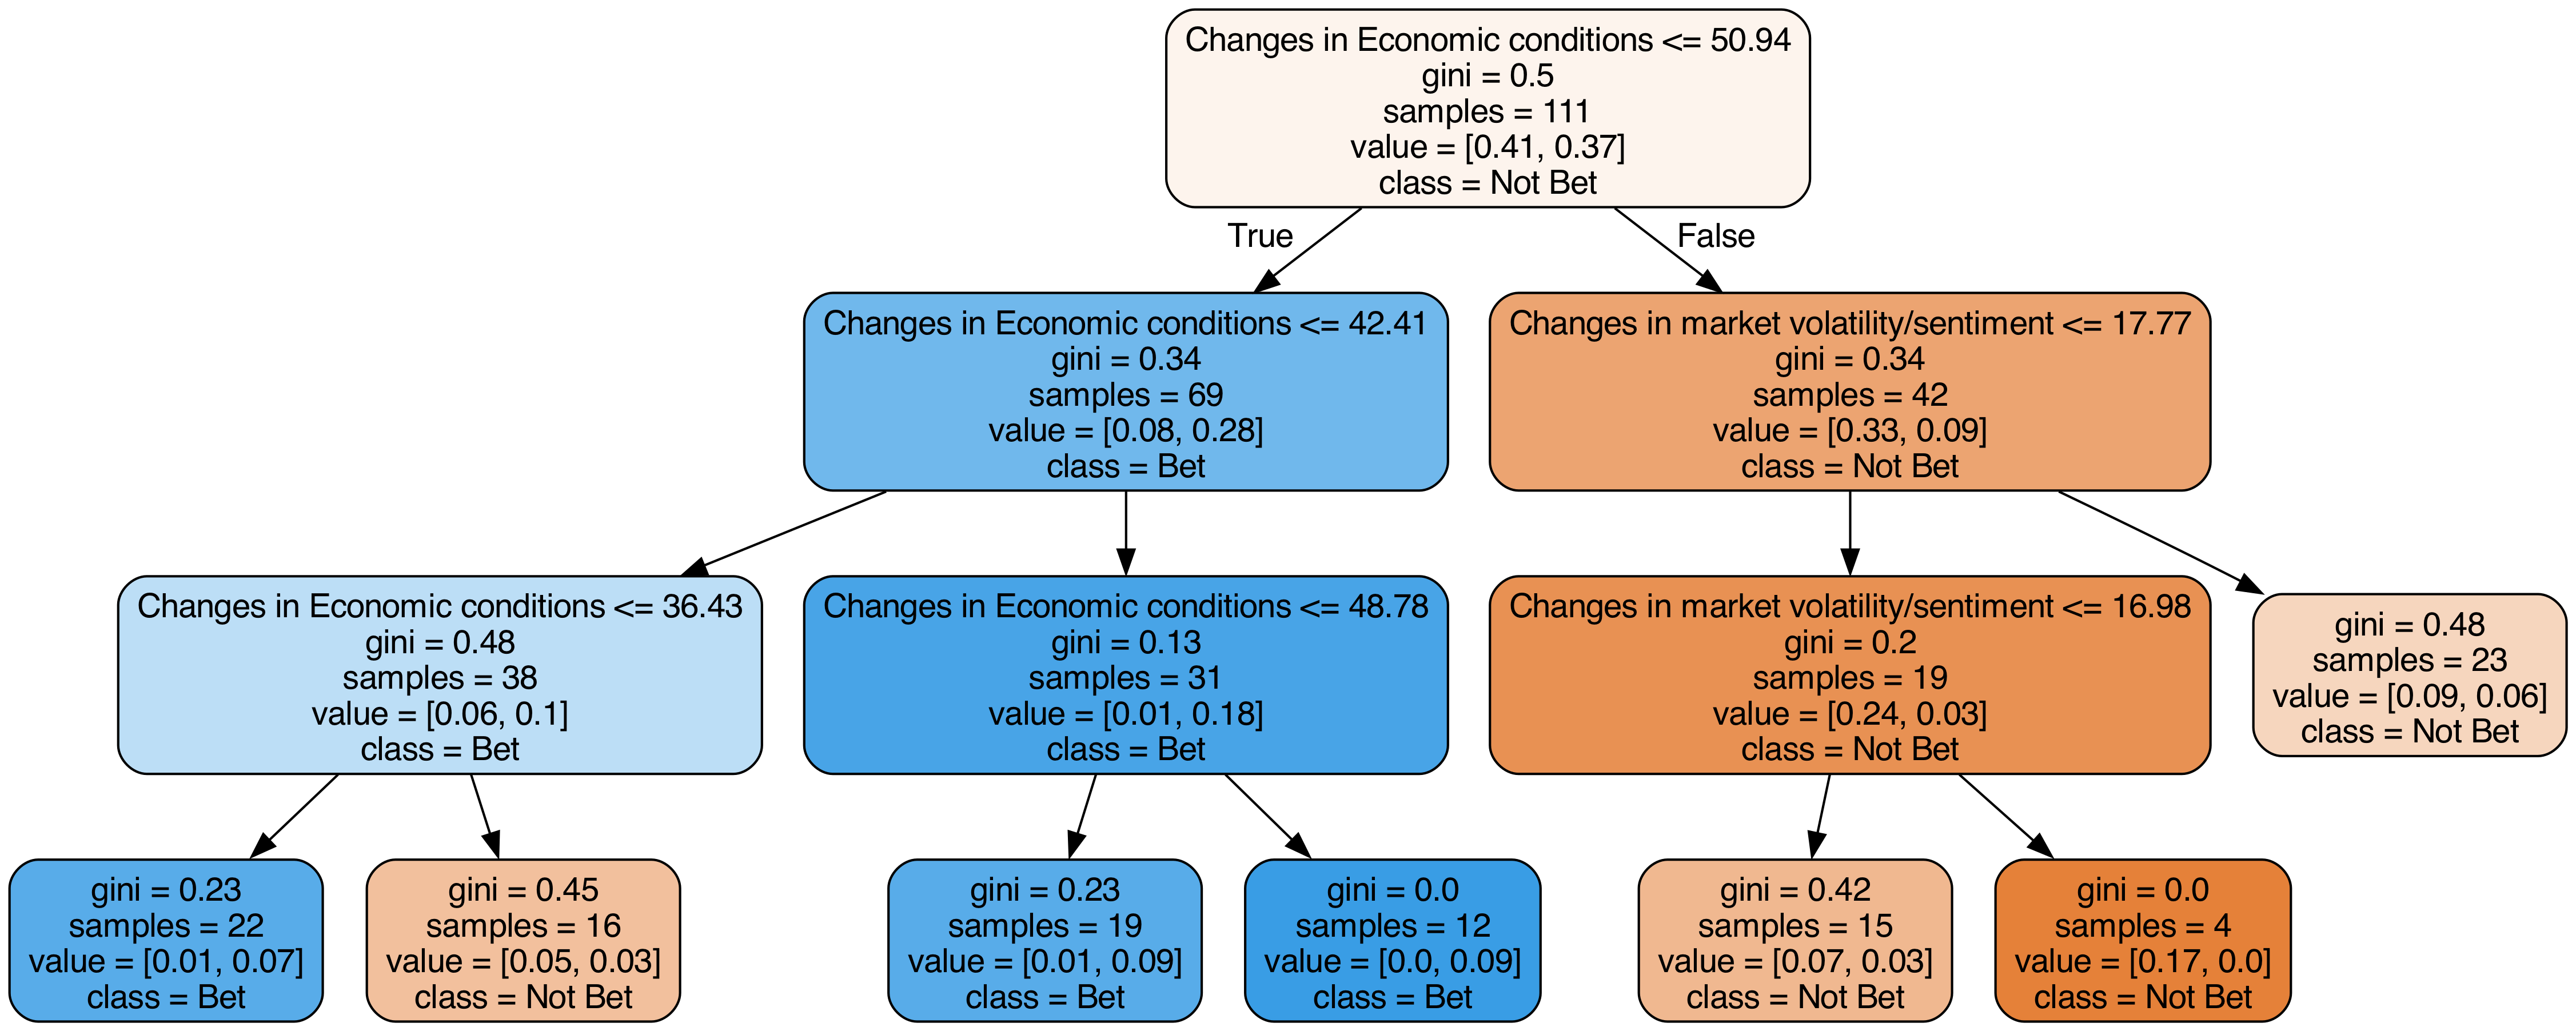 Changes in Economic conditions <= 50.94
gini = 0.5
samples = 111
value = [0.41, 0.37]
class = Not Bet
True
False
Changes in Economic conditions <= 42.41
gini = 0.34
samples = 69
value = [0.08, 0.28]
class = Bet
Changes in market volatility/sentiment <= 17.77
gini = 0.34
samples = 42
value = [0.33, 0.09]
class = Not Bet
Changes in Economic conditions <= 36.43
gini = 0.48
samples = 38
value = [0.06, 0.1]
class = Bet
Changes in Economic conditions <= 48.78
gini = 0.13
samples = 31
value = [0.01, 0.18]
class = Bet
Changes in market volatility/sentiment <= 16.98
gini = 0.2
samples = 19
value = [0.24, 0.03]
class = Not Bet
gini = 0.48
samples = 23
value = [0.09, 0.06]
class = Not Bet
gini = 0.23
samples = 22
value = [0.01, 0.07]
class = Bet
gini = 0.45
samples = 16
value = [0.05, 0.03]
class = Not Bet
gini = 0.23
samples = 19
value = [0.01, 0.09]
class = Bet
gini = 0.0
samples = 12
value = [0.0, 0.09]
class = Bet
gini = 0.42
samples = 15
value = [0.07, 0.03]
class = Not Bet
gini = 0.0
samples = 4
value = [0.17, 0.0]
class = Not Bet